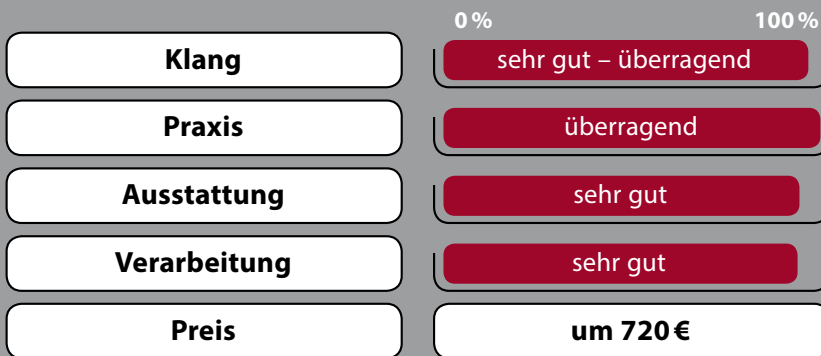 0 % 100 %
Klang sehr gut – überragend
Praxis überragend
Ausstattung sehr gut
Verarbeitung sehr gut
Preis um 720 €